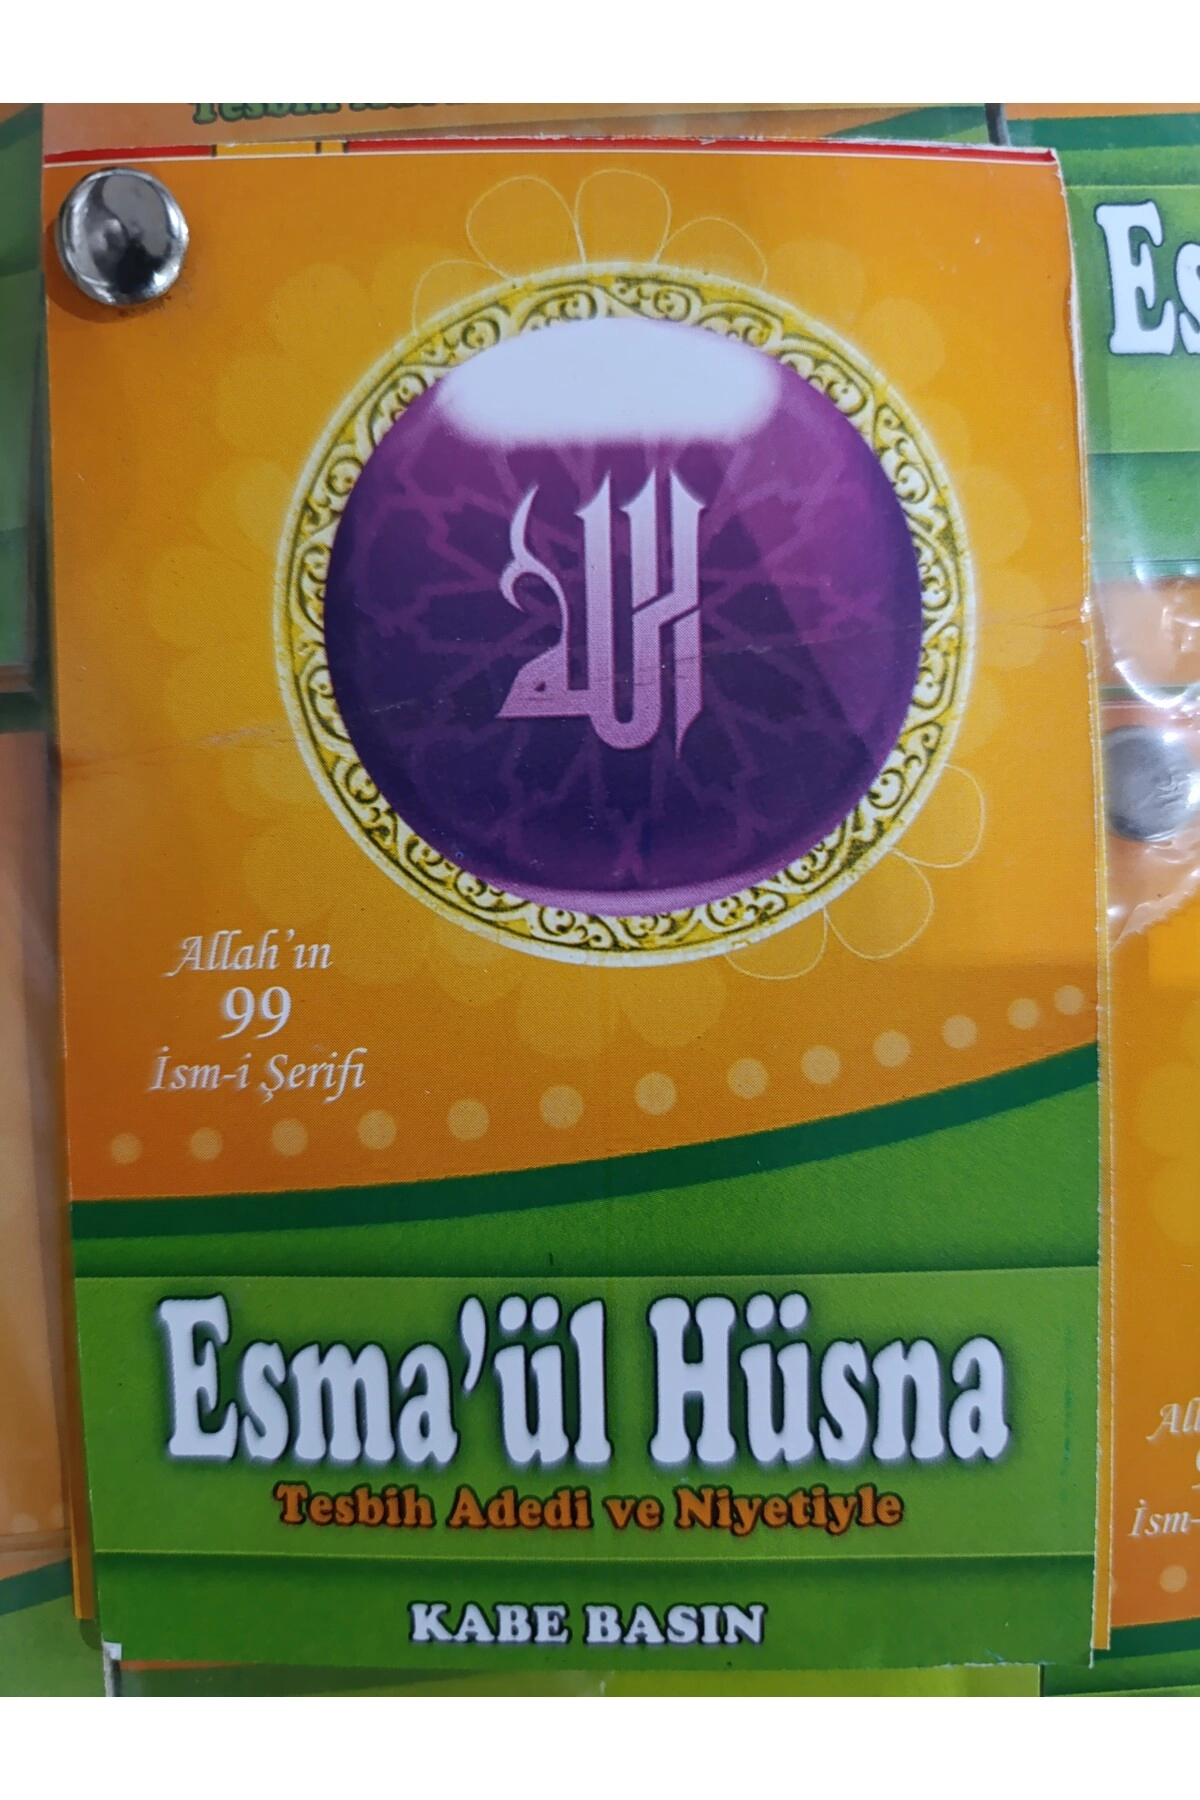 الله
Allah'ın
99
İsm-i Şerifi
Esma'ül Hüsna
Tesbih Adedi ve Niyetiyle
KABE BASIN